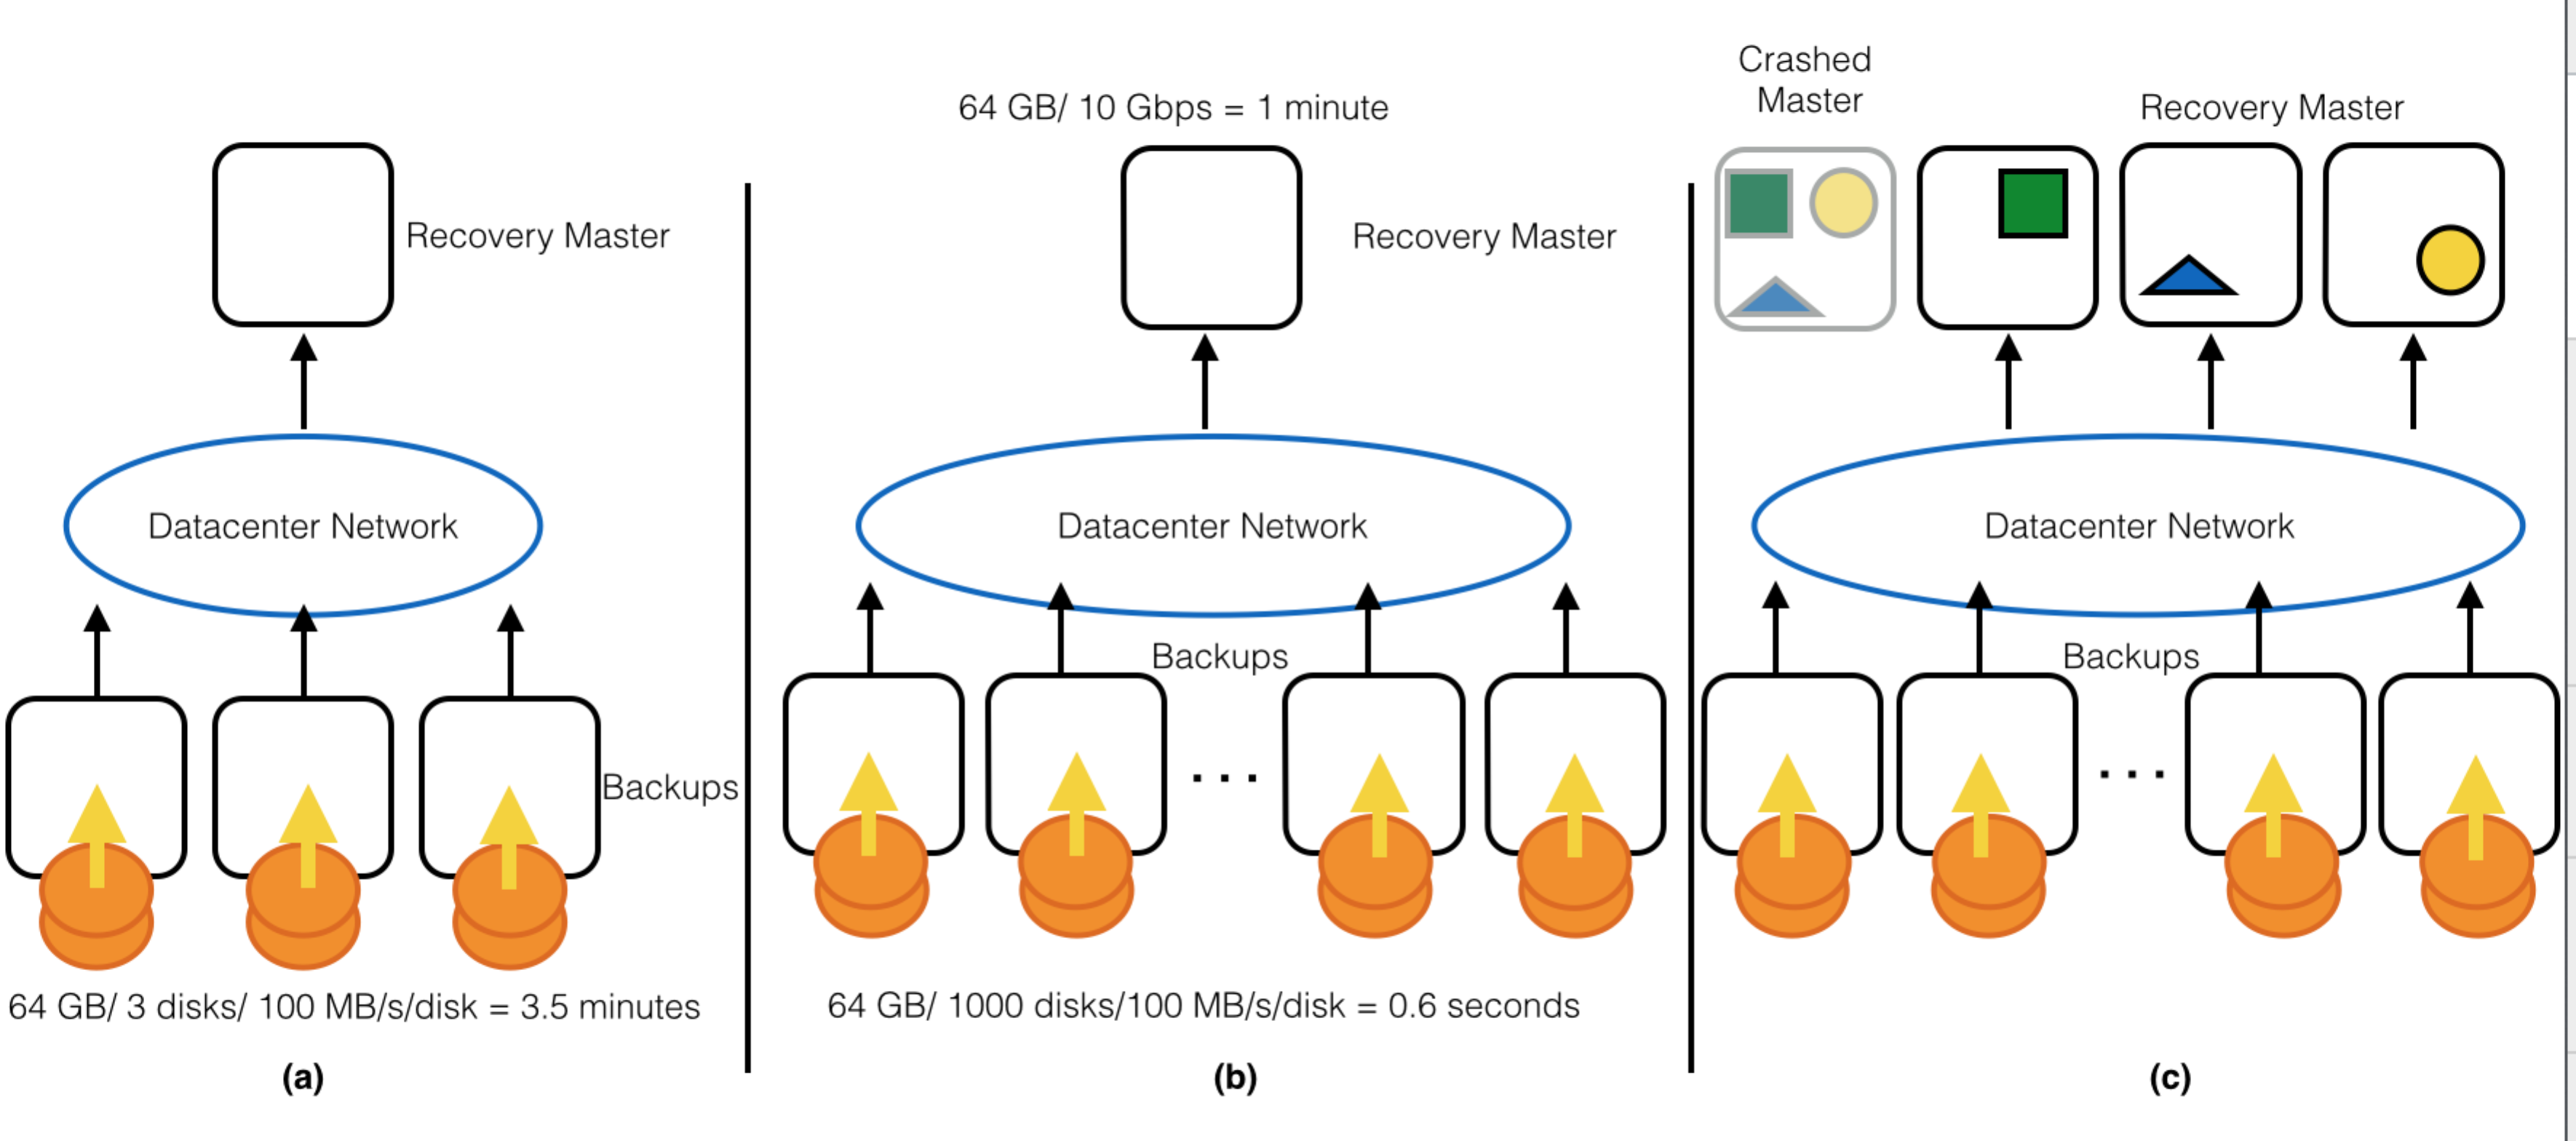 Recovery Master
Datacenter Network
Backups
64 GB/ 3 disks/ 100 MB/s/disk = 3.5 minutes
(a)
64 GB/ 10 Gbps = 1 minute
Recovery Master
Datacenter Network
Backups
. . .
64 GB/ 1000 disks/100 MB/s/disk = 0.6 seconds
(b)
Crashed
Master
Recovery Master
Datacenter Network
Backups
. . .
(c)